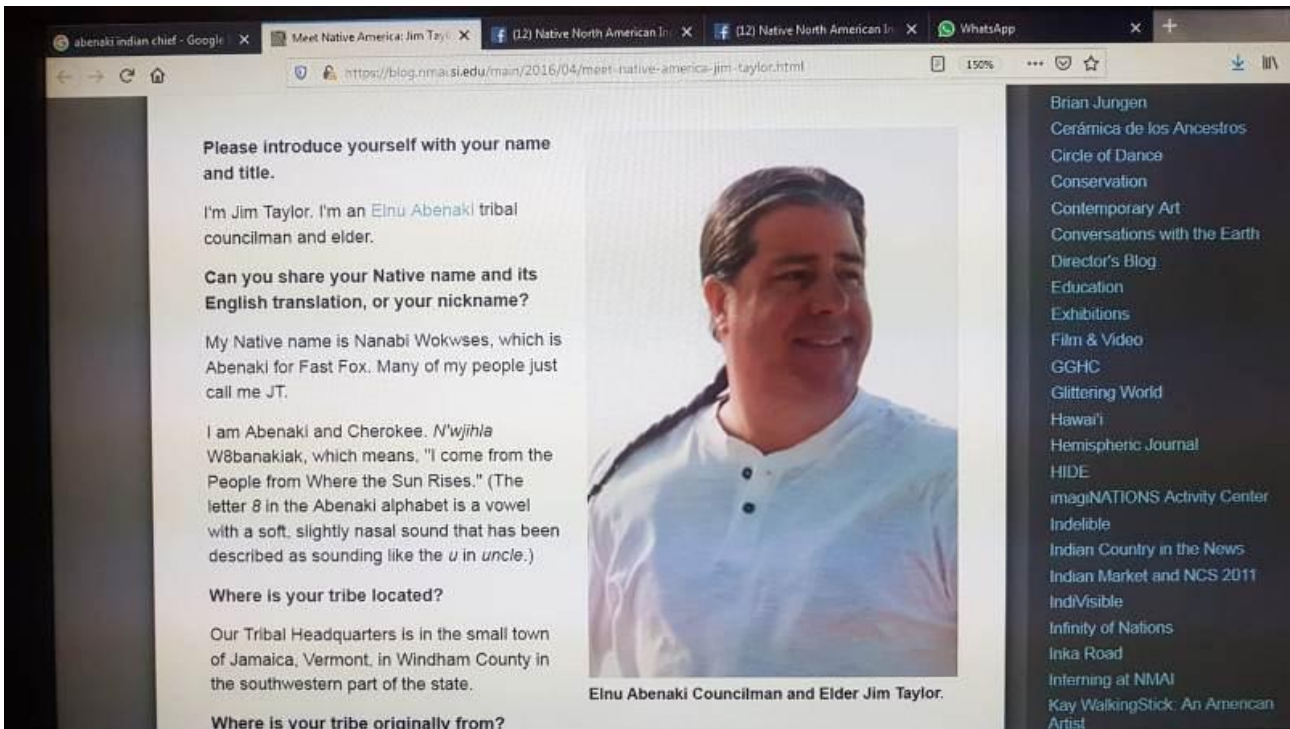 abenaki indian chief - Google
Meet Native America: Jim Tayl
(12) Native North American In
(12) Native North American In
WhatsApp
https://blog.nmai.si.edu/main/2016/04/meet-native-america-jim-taylor.html
150%
Please introduce yourself with your name
and title.
I'm Jim Taylor. I'm an Elnu Abenaki tribal
councilman and elder.
Can you share your Native name and its
English translation, or your nickname?
My Native name is Nanabi Wokwses, which is
Abenaki for Fast Fox. Many of my people just
call me JT.
I am Abenaki and Cherokee. N'wjihla
W8banakiak, which means, "I come from the
People from Where the Sun Rises." (The
letter 8 in the Abenaki alphabet is a vowel
with a soft, slightly nasal sound that has been
described as sounding like the u in uncle.)
Where is your tribe located?
Our Tribal Headquarters is in the small town
of Jamaica, Vermont, in Windham County in
the southwestern part of the state.
Where is your tribe originally from?
Elnu Abenaki Councilman and Elder Jim Taylor.
Brian Jungen
Cerámica de los Ancestros
Circle of Dance
Conservation
Contemporary Art
Conversations with the Earth
Director's Blog
Education
Exhibitions
Film & Video
GGHC
Glittering World
Hawai'i
Hemispheric Journal
HIDE
imagiNATIONS Activity Center
Indelible
Indian Country in the News
Indian Market and NCS 2011
IndiVisible
Infinity of Nations
Inka Road
Interning at NMAI
Kay WalkingStick: An American
Artist